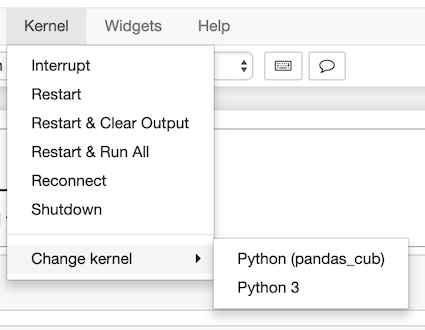 Kernel Widgets Help
Interrupt
Restart
Restart & Clear Output
Restart & Run All
Reconnect
Shutdown
Change kernel
Python (pandas_cub)
Python 3